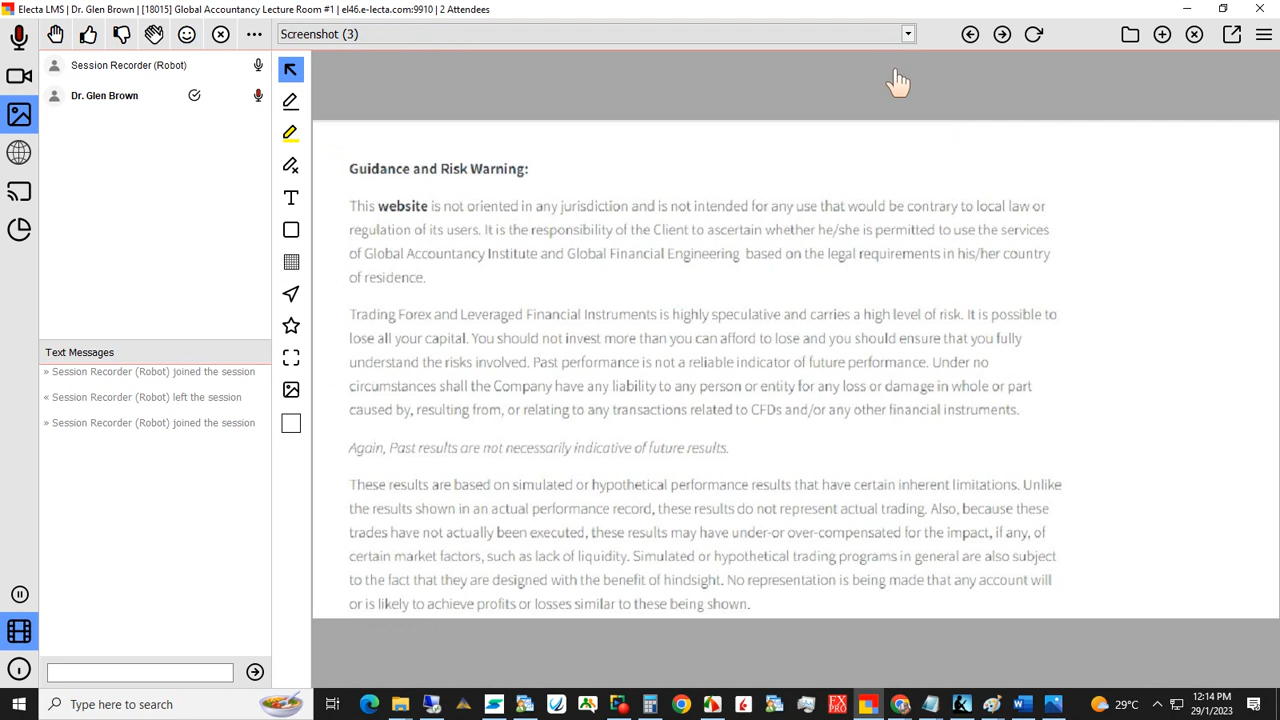 Electa LMS | Dr. Glen Brown | [18015] Global Accountancy Lecture Room #1 | el46.e-lecta.com:9910 | 2 Attendees
Screenshot (3)
Session Recorder (Robot)
Dr. Glen Brown
Text Messages
» Session Recorder (Robot) joined the session
« Session Recorder (Robot) left the session
» Session Recorder (Robot) joined the session
Guidance and Risk Warning:
This website is not oriented in any jurisdiction and is not intended for any use that would be contrary to local law or
regulation of its users. It is the responsibility of the Client to ascertain whether he/she is permitted to use the services
of Global Accountancy Institute and Global Financial Engineering based on the legal requirements in his/her country
of residence.
Trading Forex and Leveraged Financial Instruments is highly speculative and carries a high level of risk. It is possible to
lose all your capital. You should not invest more than you can afford to lose and you should ensure that you fully
understand the risks involved. Past performance is not a reliable indicator of future performance. Under no
circumstances shall the Company have any liability to any person or entity for any loss or damage in whole or part
caused by, resulting from, or relating to any transactions related to CFDs and/or any other financial instruments.
Again, Past results are not necessarily indicative of future results.
These results are based on simulated or hypothetical performance results that have certain inherent limitations. Unlike
the results shown in an actual performance record, these results do not represent actual trading. Also, because these
trades have not actually been executed, these results may have under-or over-compensated for the impact, if any, of
certain market factors, such as lack of liquidity. Simulated or hypothetical trading programs in general are also subject
to the fact that they are designed with the benefit of hindsight. No representation is being made that any account will
or is likely to achieve profits or losses similar to these being shown.
Type here to search
FX
PRO
29°C
12:14 PM
29/1/2023